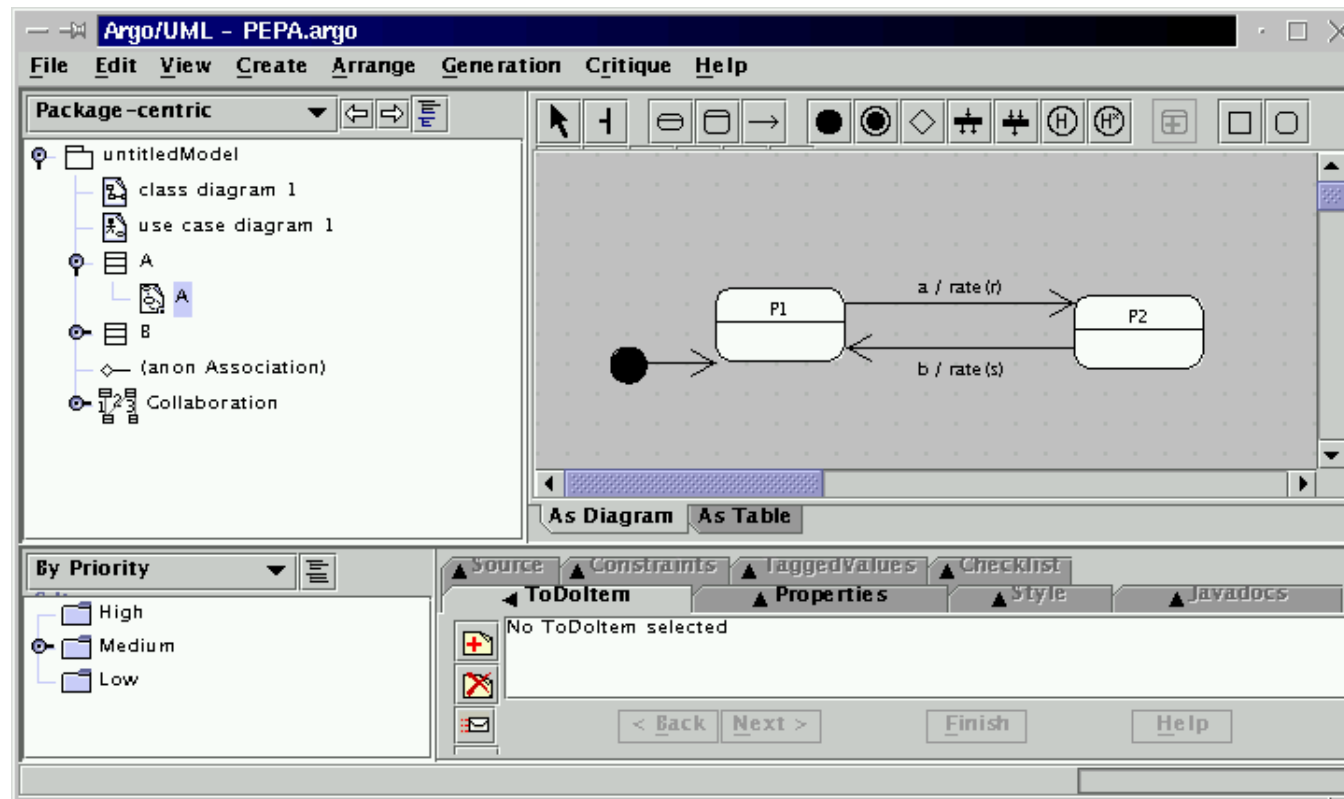 Argo/UML - PEPA.argo
File Edit View Create Arrange Generation Critique Help
Package-centric
untitledModel
class diagram 1
use case diagram 1
A
A
B
(anon Association)
Collaboration
H H*
P1
a / rate(r)
P2
b / rate(s)
As Diagram As Table
By Priority
High
Medium
Low
Source Constraints TaggedValues Checklist
ToDoItem Properties Style Javadocs
No ToDoItem selected
< Back Next > Finish Help